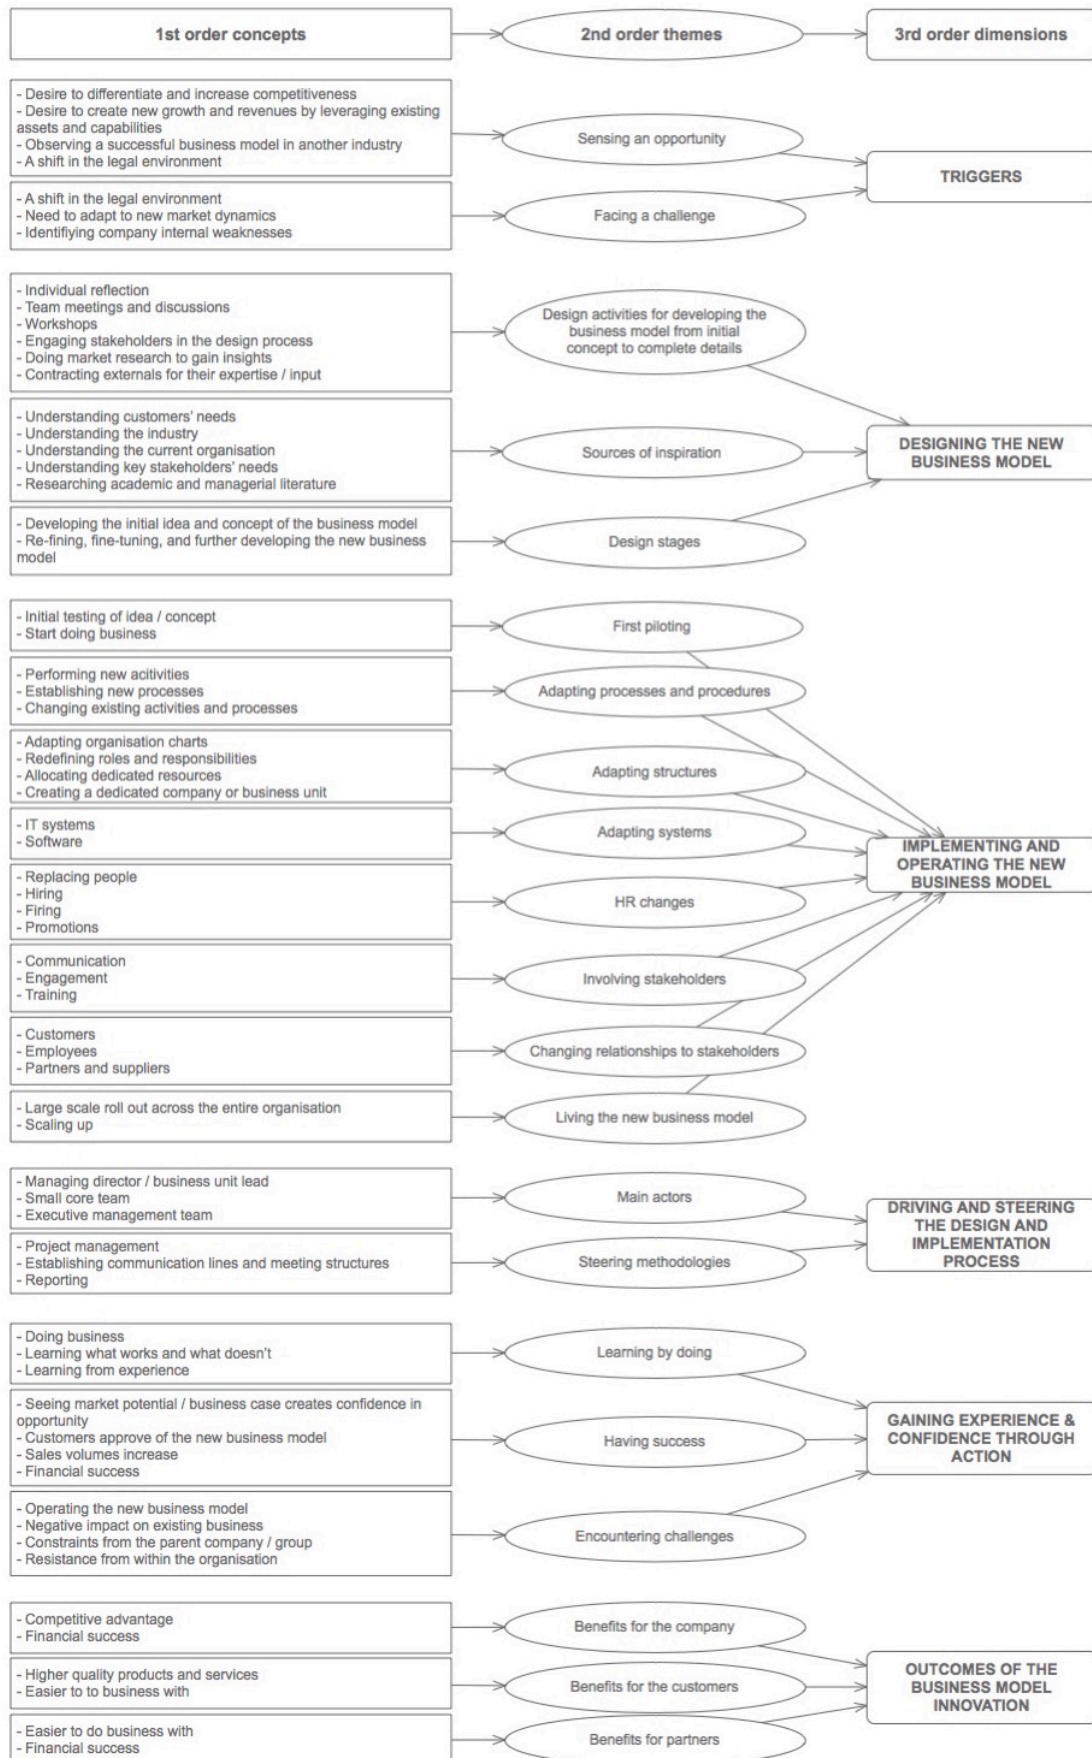 1st order concepts
2nd order themes
3rd order dimensions
- Desire to differentiate and increase competitiveness
- Desire to create new growth and revenues by leveraging existing
assets and capabilities
- Observing a successful business model in another industry
- A shift in the legal environment
Sensing an opportunity
- A shift in the legal environment
- Need to adapt to new market dynamics
- Identifiying company internal weaknesses
Facing a challenge
TRIGGERS
- Individual reflection
- Team meetings and discussions
- Workshops
- Engaging stakeholders in the design process
- Doing market research to gain insights
- Contracting externals for their expertise / input
Design activities for developing the
business model from initial
concept to complete details
- Understanding customers' needs
- Understanding the industry
- Understanding the current organisation
- Understanding key stakeholders' needs
- Researching academic and managerial literature
Sources of inspiration
- Developing the initial idea and concept of the business model
- Re-fining, fine-tuning, and further developing the new business
model
Design stages
DESIGNING THE NEW
BUSINESS MODEL
- Initial testing of idea / concept
- Start doing business
First piloting
- Performing new acitivities
- Establishing new processes
- Changing existing activities and processes
Adapting processes and procedures
- Adapting organisation charts
- Redefining roles and responsibilities
- Allocating dedicated resources
- Creating a dedicated company or business unit
Adapting structures
- IT systems
- Software
Adapting systems
- Replacing people
- Hiring
- Firing
- Promotions
HR changes
- Communication
- Engagement
- Training
Involving stakeholders
- Customers
- Employees
- Partners and suppliers
Changing relationships to stakeholders
- Large scale roll out across the entire organisation
- Scaling up
Living the new business model
IMPLEMENTING AND
OPERATING THE NEW
BUSINESS MODEL
- Managing director / business unit lead
- Small core team
- Executive management team
Main actors
- Project management
- Establishing communication lines and meeting structures
- Reporting
Steering methodologies
DRIVING AND STEERING
THE DESIGN AND
IMPLEMENTATION
PROCESS
- Doing business
- Learning what works and what doesn't
- Learning from experience
Learning by doing
- Seeing market potential / business case creates confidence in
opportunity
- Customers approve of the new business model
- Sales volumes increase
- Financial success
Having success
- Operating the new business model
- Negative impact on existing business
- Constraints from the parent company / group
- Resistance from within the organisation
Encountering challenges
GAINING EXPERIENCE &
CONFIDENCE THROUGH
ACTION
- Competitive advantage
- Financial success
Benefits for the company
- Higher quality products and services
- Easier to to business with
Benefits for the customers
- Easier to do business with
- Financial success
Benefits for partners
OUTCOMES OF THE
BUSINESS MODEL
INNOVATION